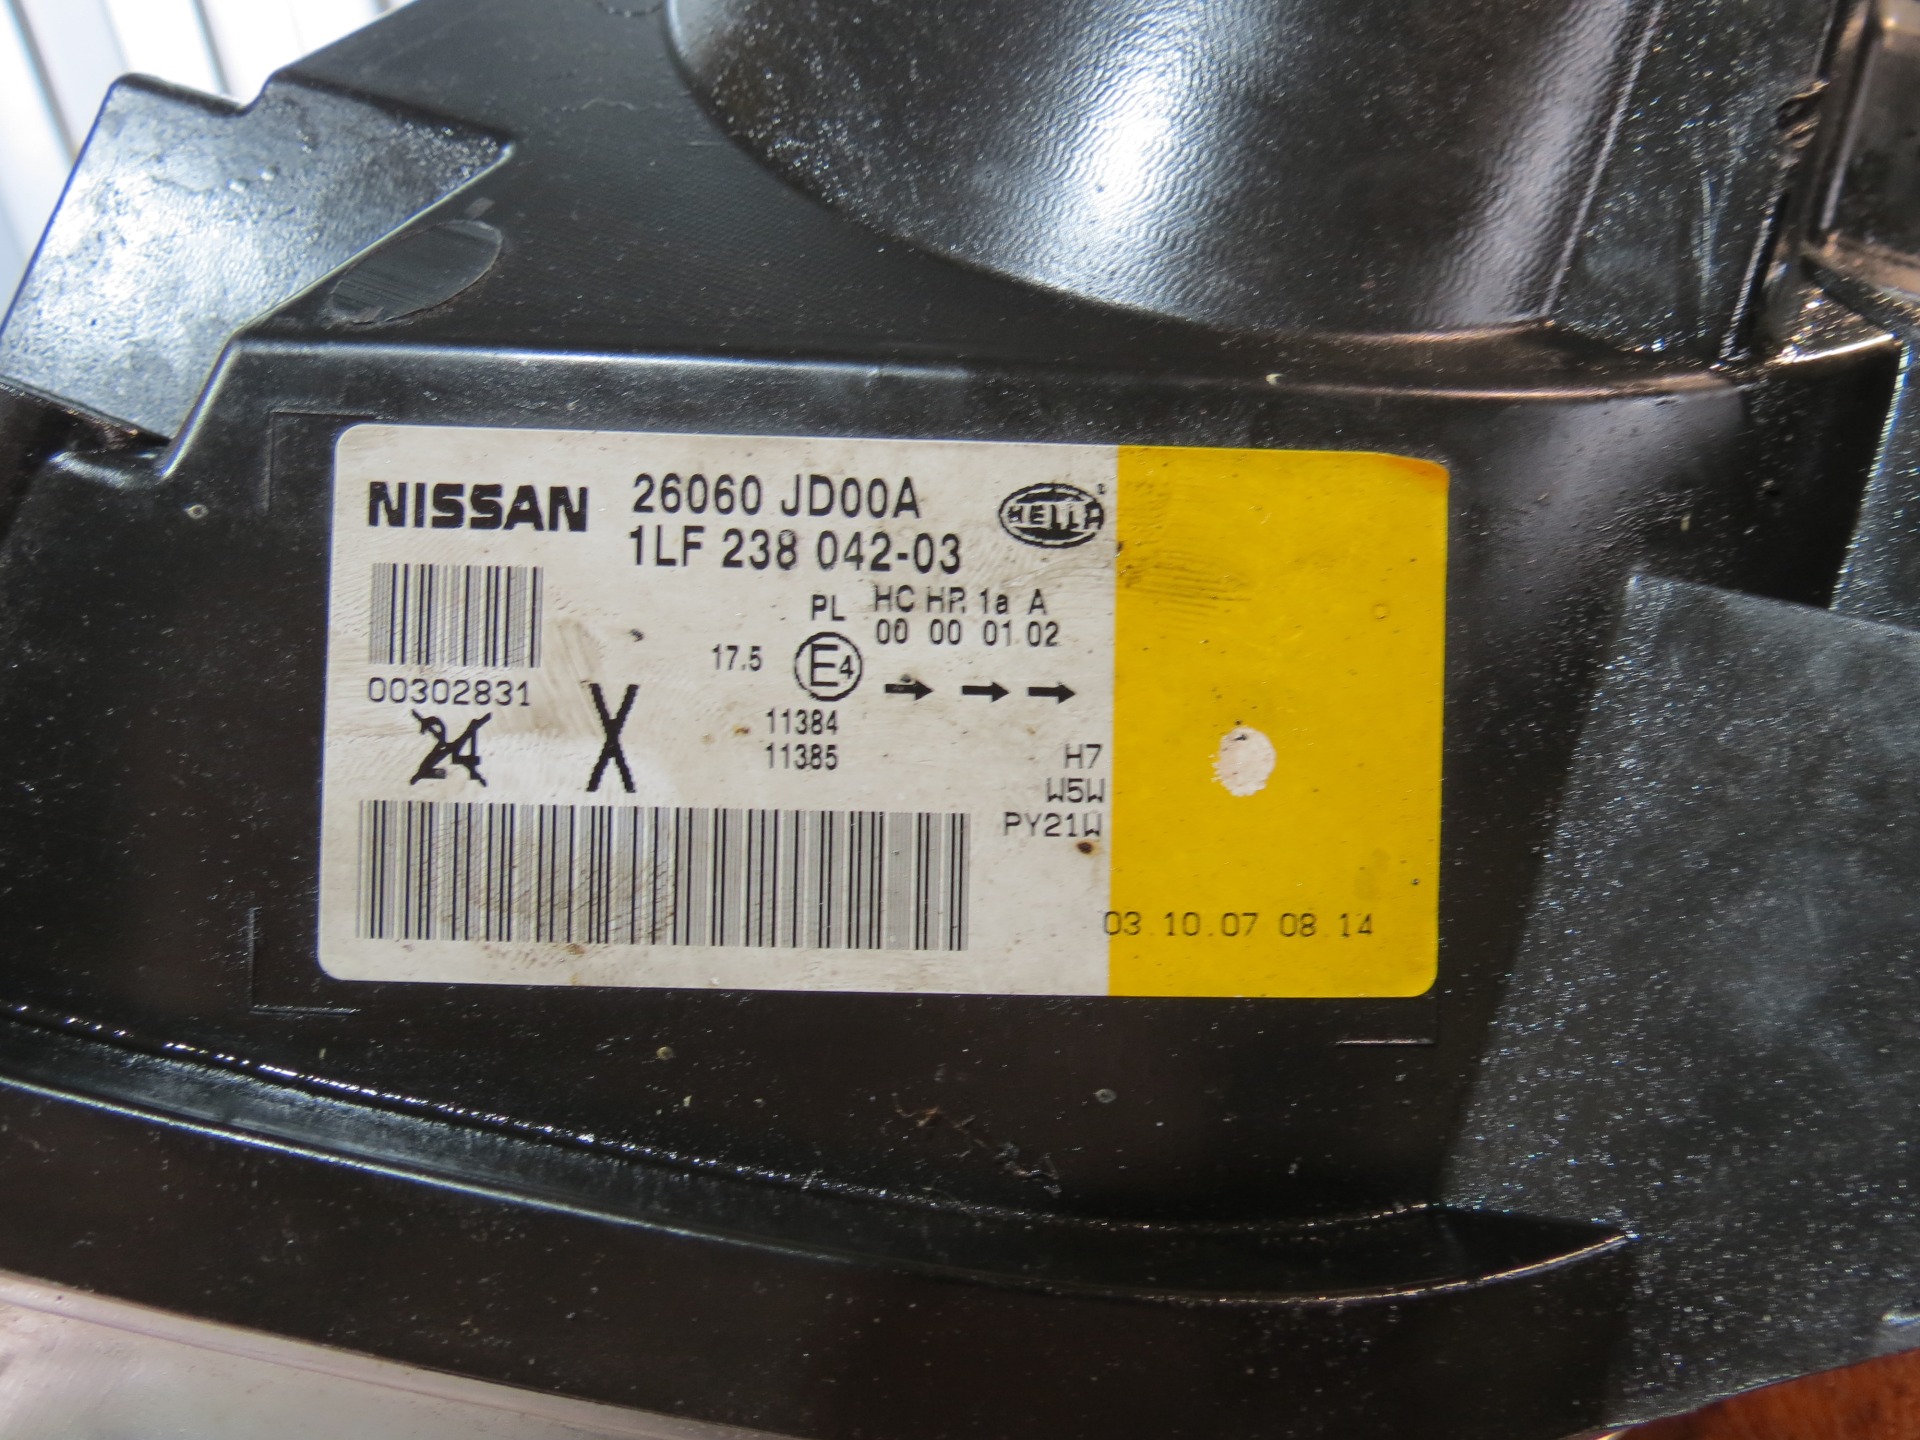 NISSAN 26060 JD00A HELLA
1LF 238 042-03
PL HC HR 1a A
00 00 01 02
17.5 E4
00302831
24 X
11384
11385
H7
W5W
PY21W
03.10.07 08.14